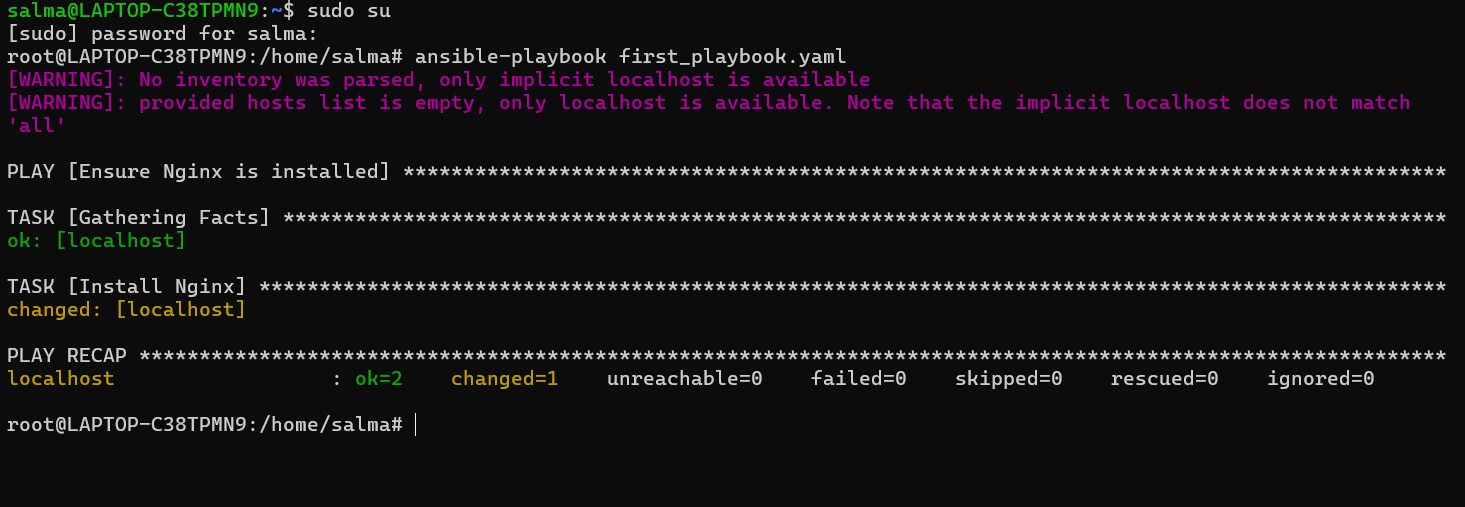 salma@LAPTOP-C38TPMN9:~$ sudo su
[sudo] password for salma:
root@LAPTOP-C38TPMN9:/home/salma# ansible-playbook first_playbook.yaml
[WARNING]: No inventory was parsed, only implicit localhost is available
[WARNING]: provided hosts list is empty, only localhost is available. Note that the implicit localhost does not match
'all'
PLAY [Ensure Nginx is installed] ***************************************************************************************
TASK [Gathering Facts] *************************************************************************************************
ok: [localhost]
TASK [Install Nginx] ***************************************************************************************************
changed: [localhost]
PLAY RECAP *************************************************************************************************************
localhost                  : ok=2    changed=1    unreachable=0    failed=0    skipped=0    rescued=0    ignored=0
root@LAPTOP-C38TPMN9:/home/salma#